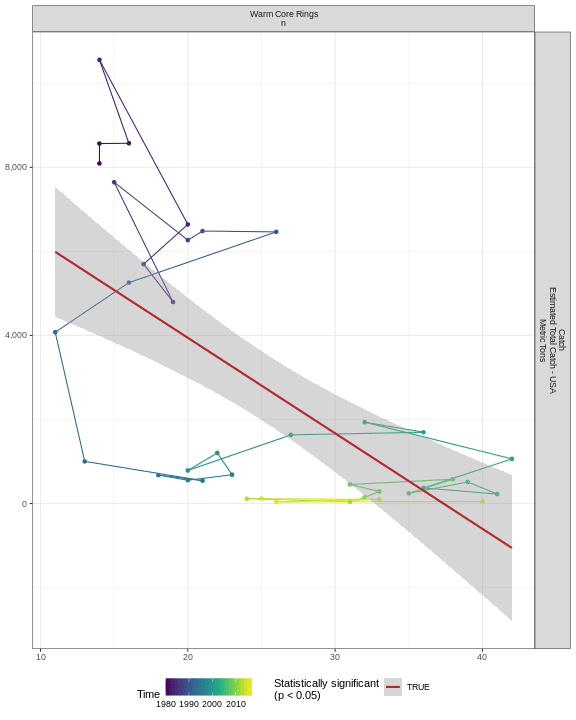 Warm Core Rings
n
8,000
4,000
0
Catch
Estimated Total Catch - USA
Metric Tons
10 20 30 40
Time
1980 1990 2000 2010
Statistically significant
(p < 0.05)
TRUE